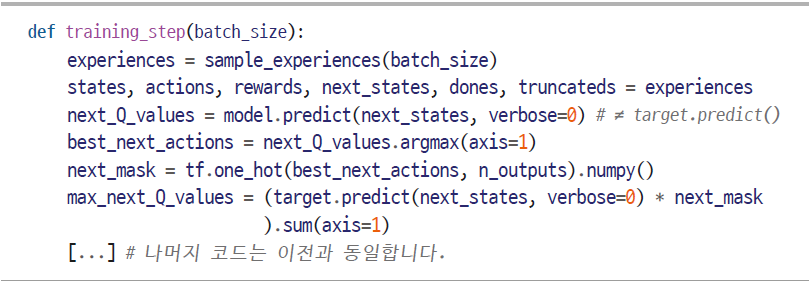 def training_step(batch_size):
    experiences = sample_experiences(batch_size)
    states, actions, rewards, next_states, dones, truncateds = experiences
    next_Q_values = model.predict(next_states, verbose=0) # ≠ target.predict()
    best_next_actions = next_Q_values.argmax(axis=1)
    next_mask = tf.one_hot(best_next_actions, n_outputs).numpy()
    max_next_Q_values = (target.predict(next_states, verbose=0) * next_mask
                        ).sum(axis=1)
    [...] # 나머지 코드는 이전과 동일합니다.